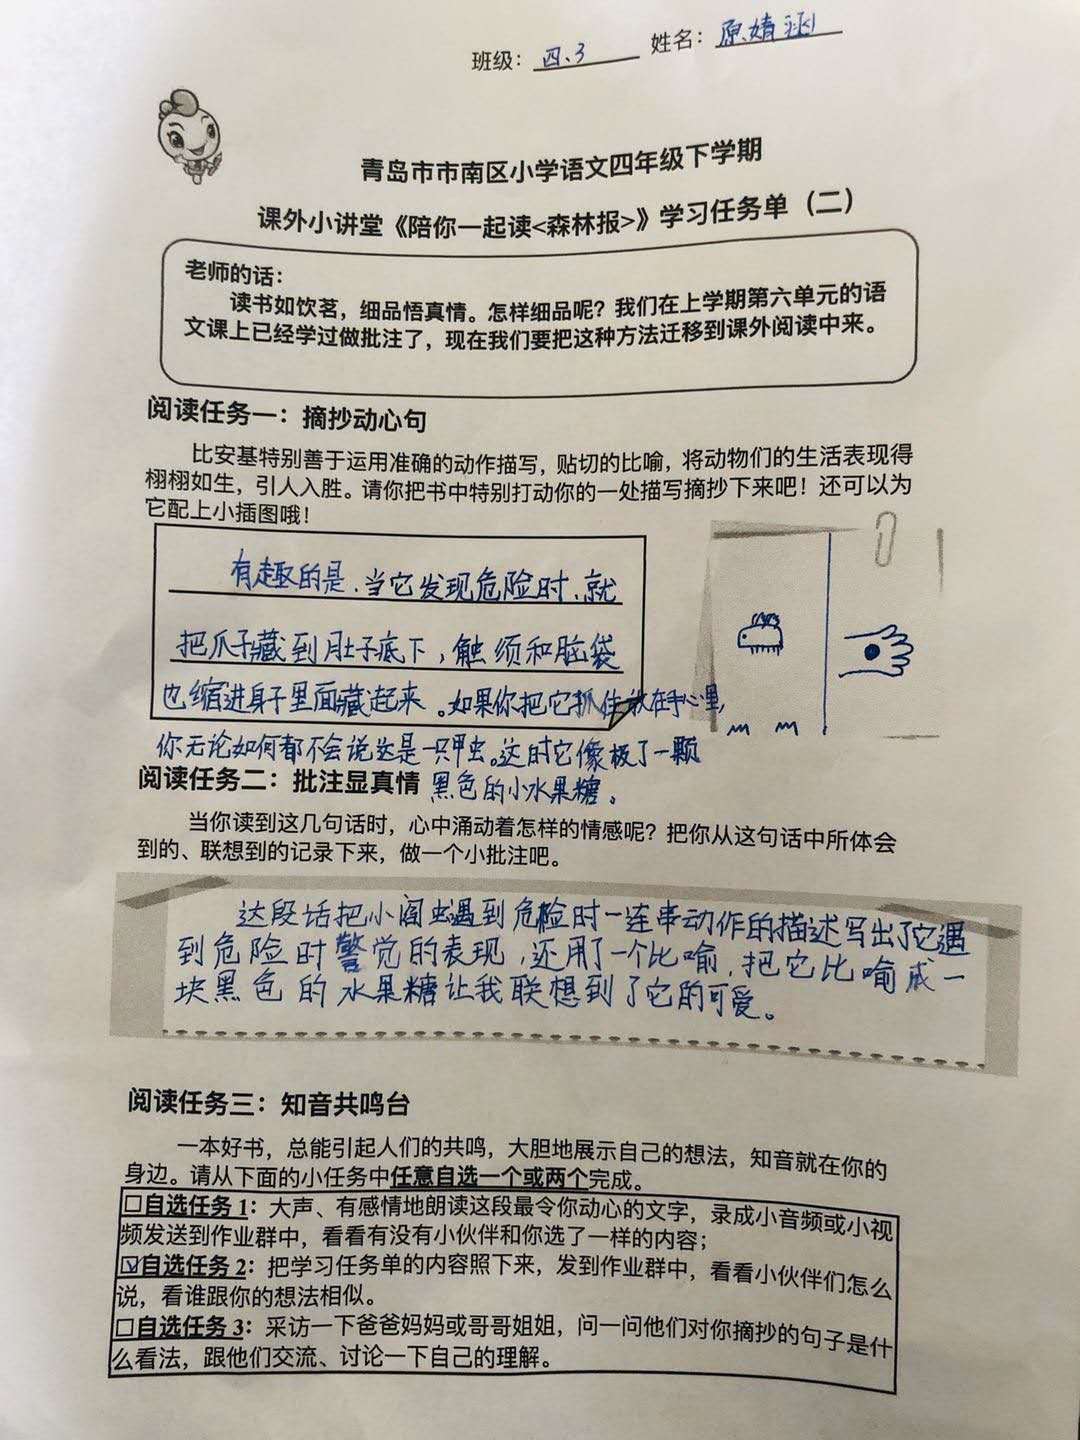 班级：四、3 姓名：原婧涵
青岛市市南区小学语文四年级下学期
课外小讲堂《陪你一起读<森林报>》学习任务单（二）
老师的话：
读书如饮茗，细品悟真情。怎样细品呢？我们在上学期第六单元的语
文课上已经学过做批注了，现在我们要把这种方法迁移到课外阅读中来。
阅读任务一：摘抄动心句
比安基特别善于运用准确的动作描写，贴切的比喻，将动物们的生活表现得
栩栩如生，引人入胜。请你把书中特别打动你的一处描写摘抄下来吧！还可以为
它配上小插图哦！
有趣的是、当它发现危险时、就
把爪子藏到肚子底下，触须和脑袋
也缩进身子里面藏起来。如果你把它抓住放在手心里，
你无论如何都不会说这是一只甲虫。这时它像极了一颗
黑色的小水果糖。
阅读任务二：批注显真情
当你读到这几句话时，心中涌动着怎样的情感呢？把你从这句话中所体会
到的、联想到的记录下来，做一个小批注吧。
这段话把小阎虫遇到危险时一连串动作的描述写出了它遇
到危险时警觉的表现，还用了一个比喻，把它比喻成一
块黑色的水果糖让我联想到了它的可爱。
阅读任务三：知音共鸣台
一本好书，总能引起人们的共鸣，大胆地展示自己的想法，知音就在你的
身边。请从下面的小任务中任意自选一个或两个完成。
□自选任务1：大声、有感情地朗读这段最令你动心的文字，录成小音频或小视
频发送到作业群中，看看有没有小伙伴和你选了一样的内容；
☑自选任务2：把学习任务单的内容照下来，发到作业群中，看看小伙伴们怎么
说，看谁跟你的想法相似。
□自选任务3：采访一下爸爸妈妈或哥哥姐姐，问一问他们对你摘抄的句子是什
么看法，跟他们交流、讨论一下自己的理解。